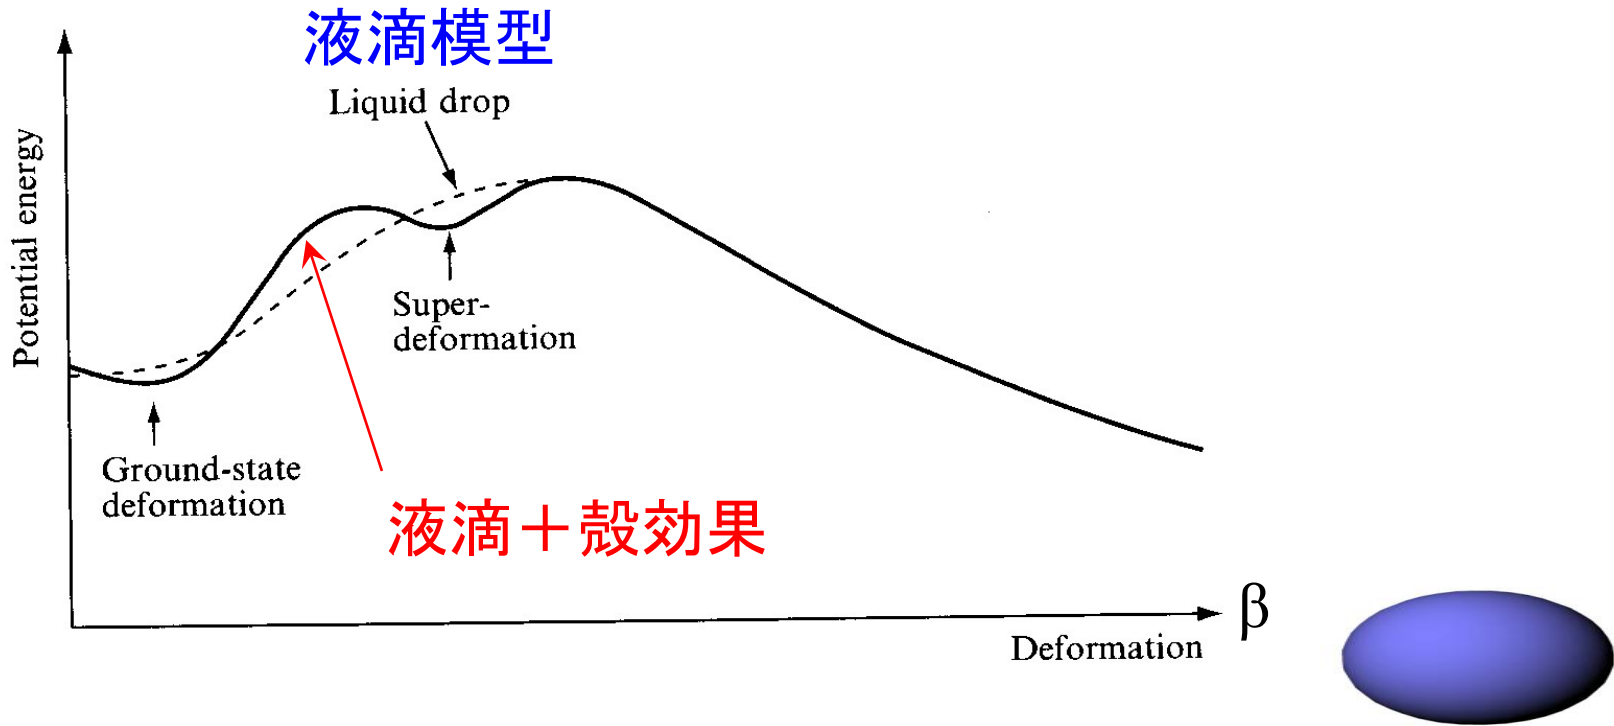 液滴模型
Liquid drop
Potential energy
Super-
deformation
Ground-state
deformation
液滴＋殻効果
β
Deformation